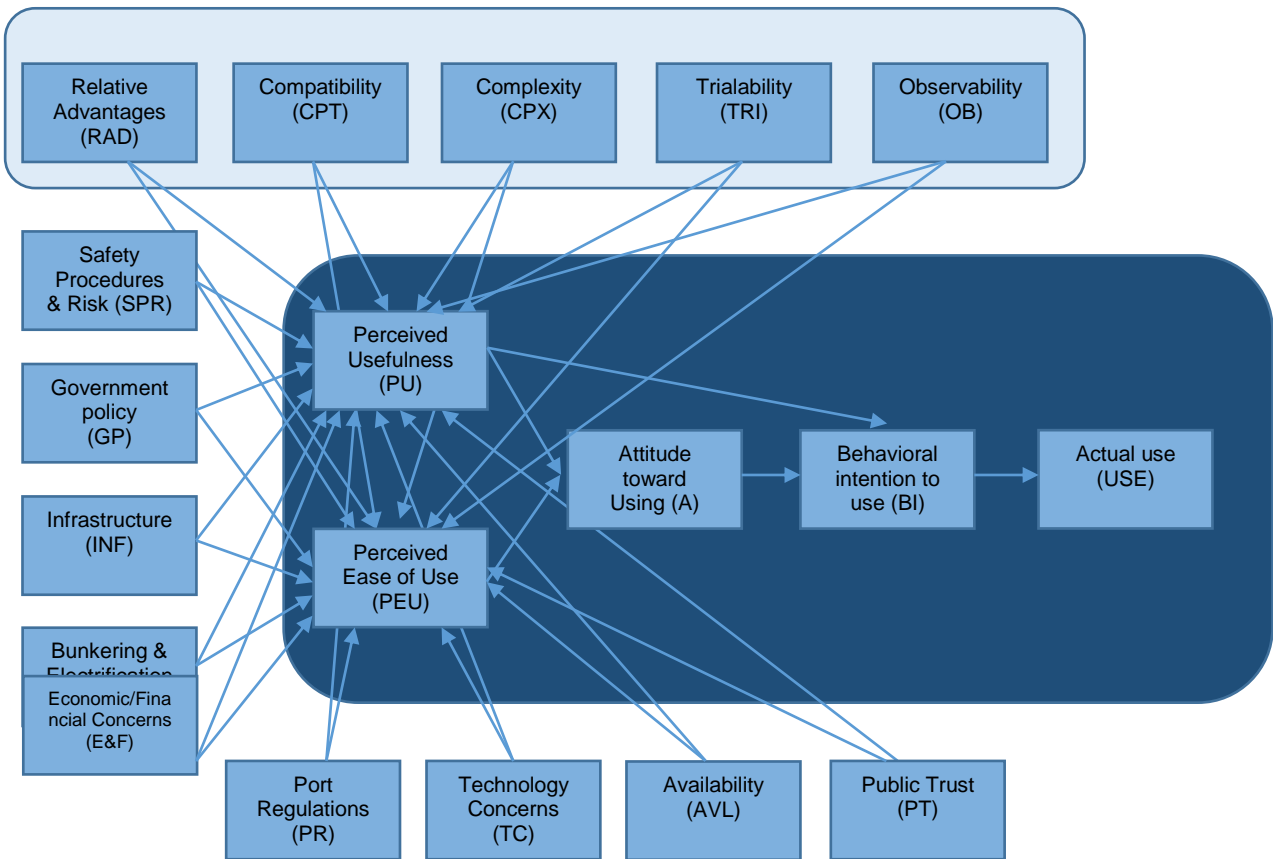 Relative
Advantages
(RAD)
Compatibility
(CPT)
Complexity
(CPX)
Trialability
(TRI)
Observability
(OB)
Safety
Procedures
& Risk (SPR)
Government
policy
(GP)
Infrastructure
(INF)
Bunkering &
Electrification
Economic/Fina
ncial Concerns
(E&F)
Perceived
Usefulness
(PU)
Perceived
Ease of Use
(PEU)
Attitude
toward
Using (A)
Behavioral
intention to
use (BI)
Actual use
(USE)
Port
Regulations
(PR)
Technology
Concerns
(TC)
Availability
(AVL)
Public Trust
(PT)